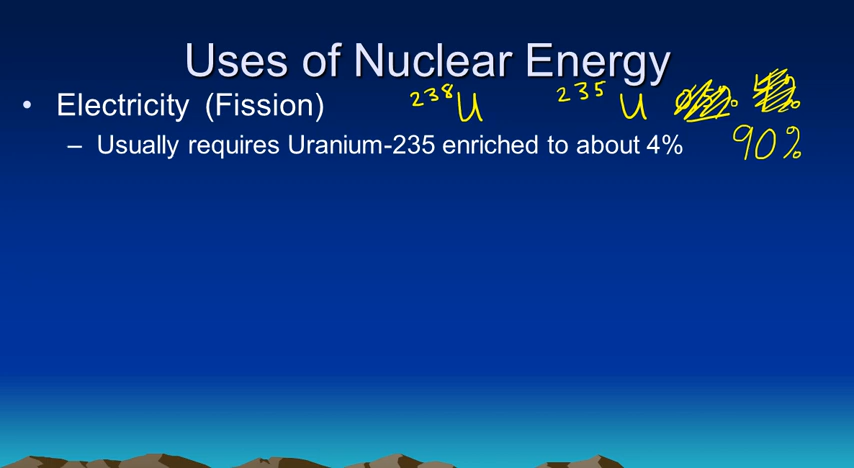 Uses of Nuclear Energy
• Electricity (Fission) ²³⁸U ²³⁵U
– Usually requires Uranium-235 enriched to about 4% 90%